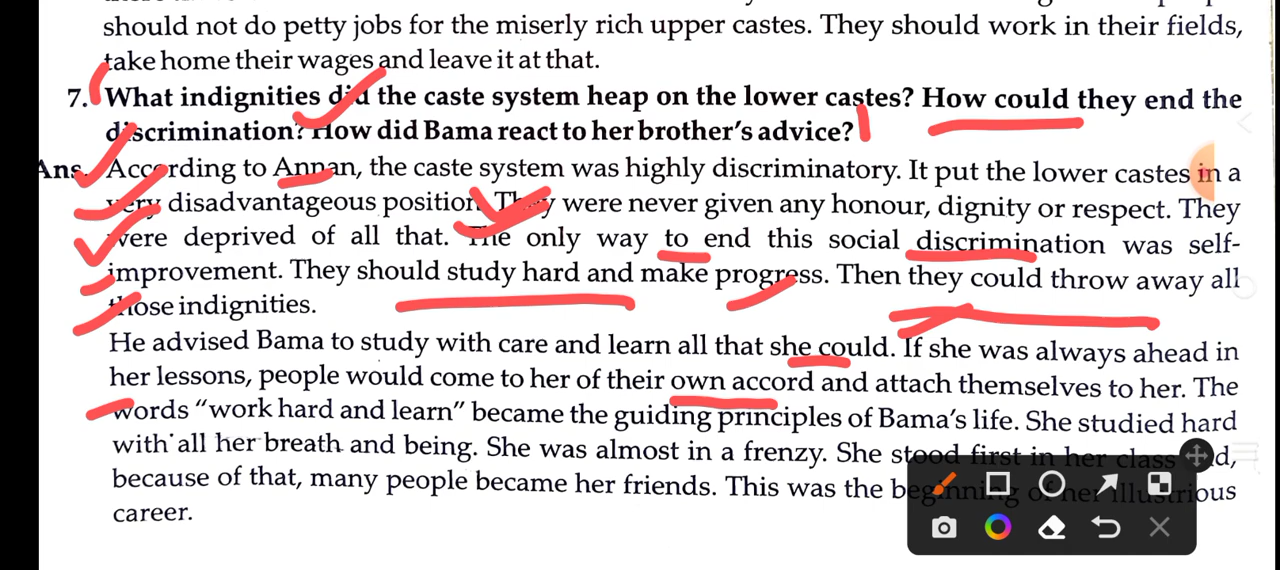 should not do petty jobs for the miserly rich upper castes. They should work in their fields,
take home their wages and leave it at that.
7. What indignities did the caste system heap on the lower castes? How could they end the
discrimination? How did Bama react to her brother's advice?
Ans. According to Annan, the caste system was highly discriminatory. It put the lower castes in a
very disadvantageous position. They were never given any honour, dignity or respect. They
were deprived of all that. The only way to end this social discrimination was self-
improvement. They should study hard and make progress. Then they could throw away all
those indignities.
He advised Bama to study with care and learn all that she could. If she was always ahead in
her lessons, people would come to her of their own accord and attach themselves to her. The
words "work hard and learn" became the guiding principles of Bama's life. She studied hard
with all her breath and being. She was almost in a frenzy. She stood first in her class and,
because of that, many people became her friends. This was the beginning of her illustrious
career.